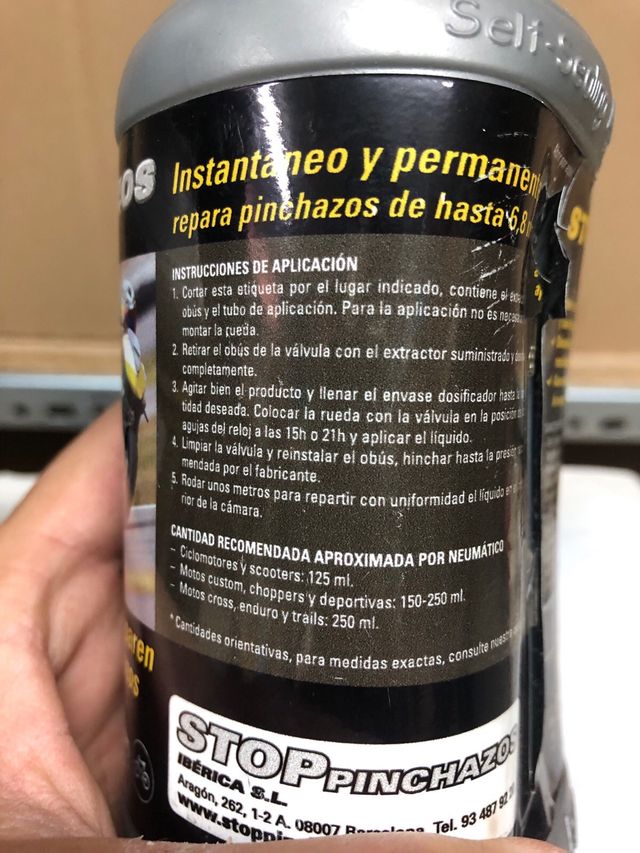 Self-Sealing
OS
Instantáneo y permanen
repara pinchazos de hasta 6,8
ST
INSTRUCCIONES DE APLICACIÓN
1. Cortar esta etiqueta por el lugar indicado, contiene el
obús y el tubo de aplicación. Para la aplicación no es
montar la rueda.
2. Retirar el obús de la válvula con el extractor suministrado y
completamente.
3. Agitar bien el producto y llenar el envase dosificador hasta
tidad deseada. Colocar la rueda con la válvula en la posición
agujas del reloj a las 15h o 21h y aplicar el líquido.
4. Limpiar la válvula y reinstalar el obús, hinchar hasta la presión
mendada por el fabricante.
5. Rodar unos metros para repartir con uniformidad el líquido en
rior de la cámara.
CANTIDAD RECOMENDADA APROXIMADA POR NEUMÁTICO
– Ciclomotores y scooters: 125 ml.
– Motos custom, choppers y deportivas: 150-250 ml.
– Motos cross, enduro y trails: 250 ml.
* Cantidades orientativas, para medidas exactas, consulte
aren
STOPPINCHAZOS
IBÉRICA S.L
Aragón, 262, 1-2 A. 08007 Barcelona Tel. 93 487 92
www.stoppi